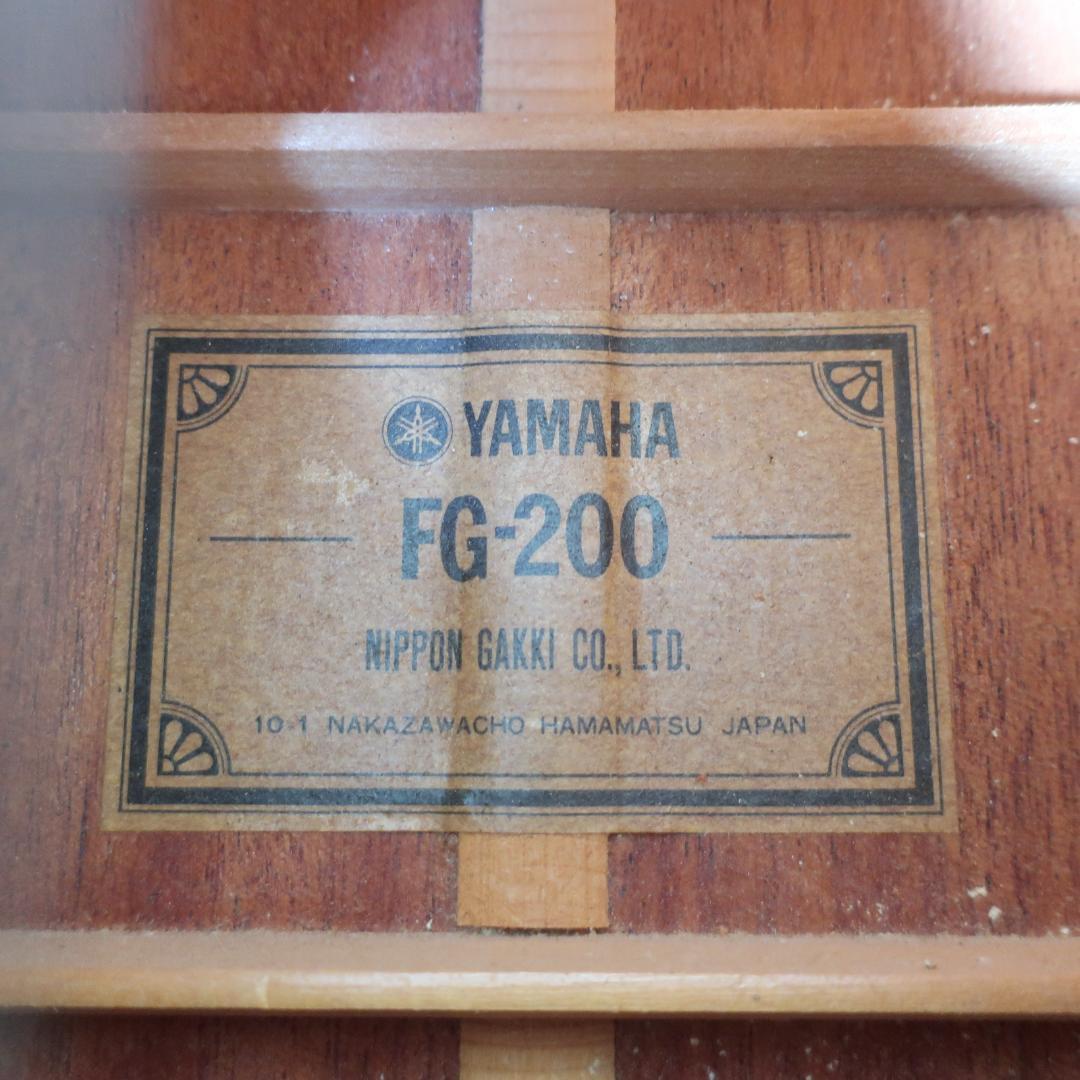 YAMAHA
FG-200
NIPPON GAKKI CO., LTD.
10-1 NAKAZAWACHO HAMAMATSU JAPAN